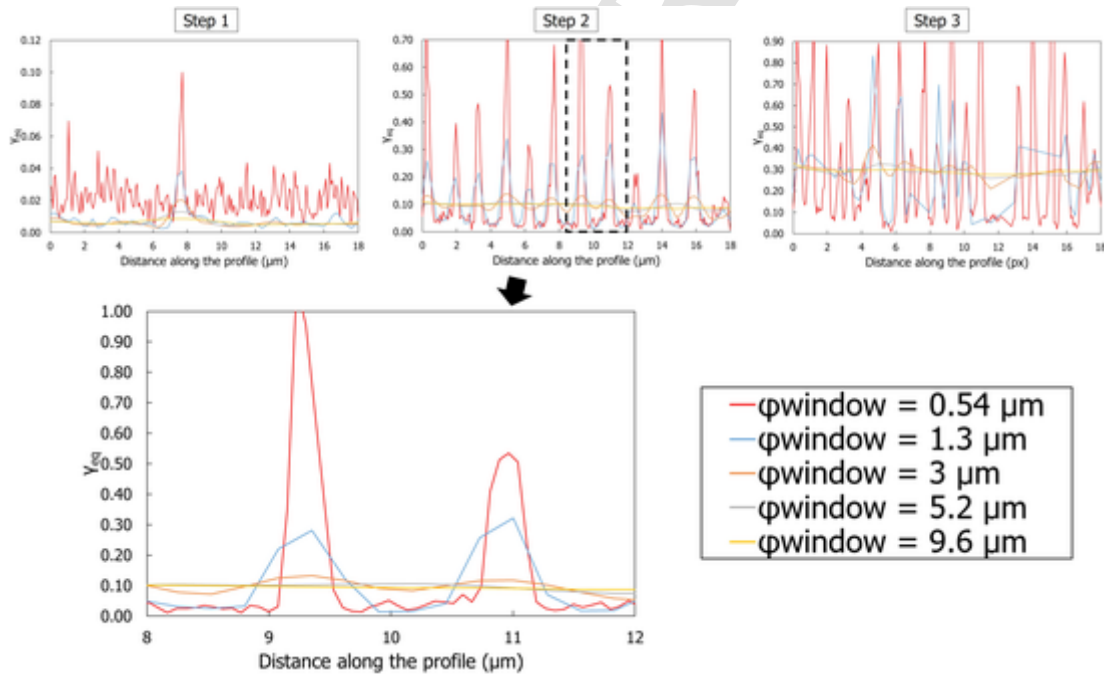 Step 1
Step 2
Step 3
0.12
0.10
0.08
0.06
0.04
0.02
0.00
γeq
0 2 4 6 8 10 12 14 16 18
Distance along the profile (µm)
0.70
0.60
0.50
0.40
0.30
0.20
0.10
0.00
γeq
0 2 4 6 8 10 12 14 16 18
Distance along the profile (µm)
0.90
0.80
0.70
0.60
0.50
0.40
0.30
0.20
0.10
0.00
γeq
0 2 4 6 8 10 12 14 16 18
Distance along the profile (px)
1.00
0.90
0.80
0.70
0.60
0.50
0.40
0.30
0.20
0.10
0.00
γeq
8 9 10 11 12
Distance along the profile (µm)
φwindow = 0.54 µm
φwindow = 1.3 µm
φwindow = 3 µm
φwindow = 5.2 µm
φwindow = 9.6 µm